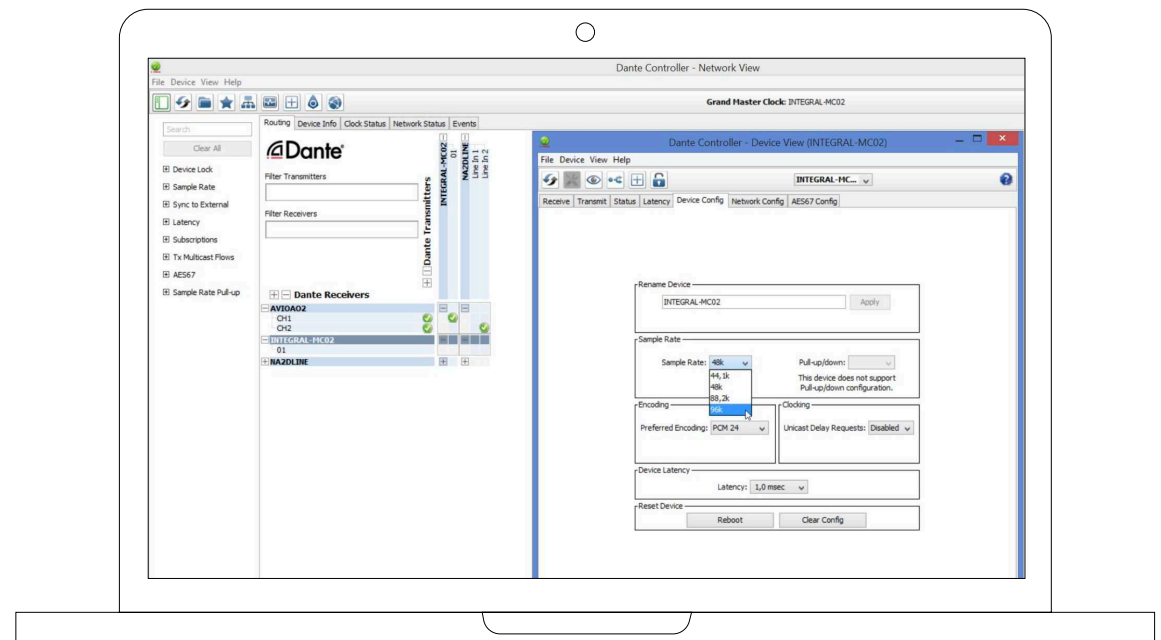 Dante Controller - Network View
File Device View Help
Grand Master Clock: INTEGRAL-MC02
Routing Device Info Clock Status Network Status Events
Search
Clear All
Device Lock
Sample Rate
Sync to External
Latency
Subscriptions
Tx Multicast Flows
AES67
Sample Rate Pull-up
Dante®
Filter Transmitters
Filter Receivers
Dante Transmitters
INTEGRAL-MC02
01
NA2DLINE
Line In 1
Line In 2
Dante Receivers
AVIOAO2
CH1
CH2
INTEGRAL-MC02
01
NA2DLINE
Dante Controller - Device View (INTEGRAL-MC02)
File Device View Help
INTEGRAL-MC...
Receive Transmit Status Latency Device Config Network Config AES67 Config
Rename Device
INTEGRAL-MC02 Apply
Sample Rate
Sample Rate: 48k Pull-up/down:
44,1k
48k
88,2k
96k
This device does not support
Pull-up/down configuration.
Encoding
Preferred Encoding: PCM 24
Clocking
Unicast Delay Requests: Disabled
Device Latency
Latency: 1,0 msec
Reset Device
Reboot Clear Config